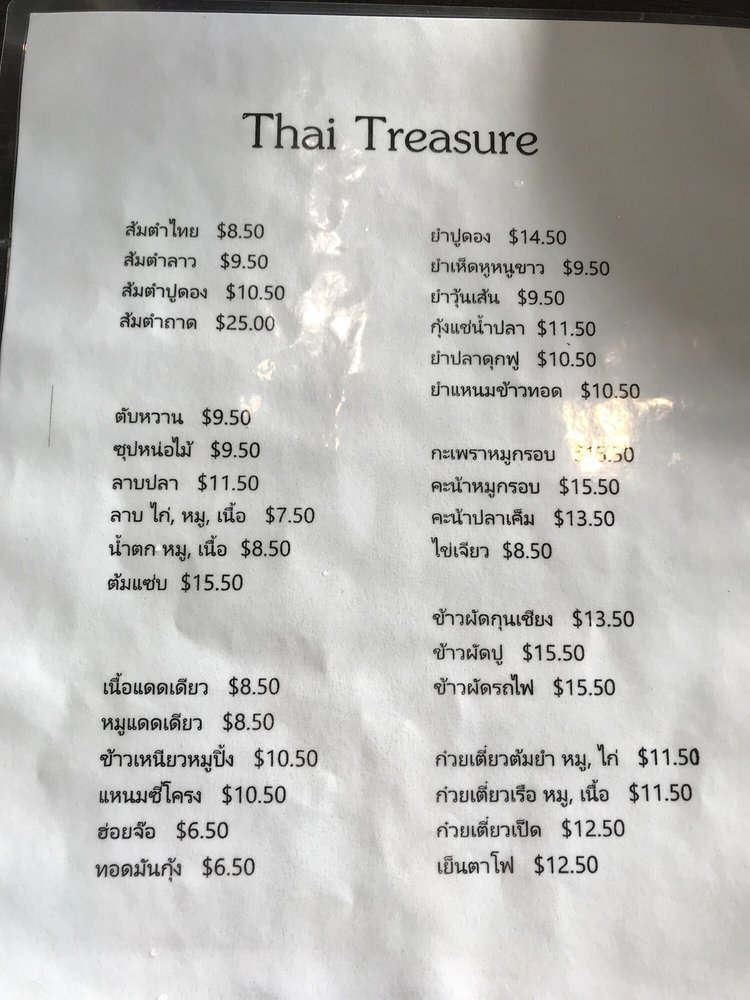 Thai Treasure
ส้มตำไทย $8.50
ส้มตำลาว $9.50
ส้มตำปูดอง $10.50
ส้มตำถาด $25.00
ตับหวาน $9.50
ซุปหน่อไม้ $9.50
ลาบปลา $11.50
ลาบ ไก่, หมู, เนื้อ $7.50
น้ำตก หมู, เนื้อ $8.50
ต้มแซ่บ $15.50
เนื้อแดดเดียว $8.50
หมูแดดเดียว $8.50
ข้าวเหนียวหมูปิ้ง $10.50
แหนมซี่โครง $10.50
ฮ่อยจ๊อ $6.50
ทอดมันกุ้ง $6.50
ยำปูดอง $14.50
ยำเห็ดหูหนูขาว $9.50
ยำวุ้นเส้น $9.50
กุ้งแช่น้ำปลา $11.50
ยำปลาดุกฟู $10.50
ยำแหนมข้าวทอด $10.50
กะเพราหมูกรอบ
คะน้าหมูกรอบ $15.50
คะน้าปลาเค็ม $13.50
ไข่เจียว $8.50
ข้าวผัดกุนเชียง $13.50
ข้าวผัดปู $15.50
ข้าวผัดรถไฟ $15.50
ก๋วยเตี่ยวต้มยำ หมู, ไก่ $11.50
ก๋วยเตี่ยวเรือ หมู, เนื้อ $11.50
ก๋วยเตี่ยวเป็ด $12.50
เย็นตาโฟ $12.50